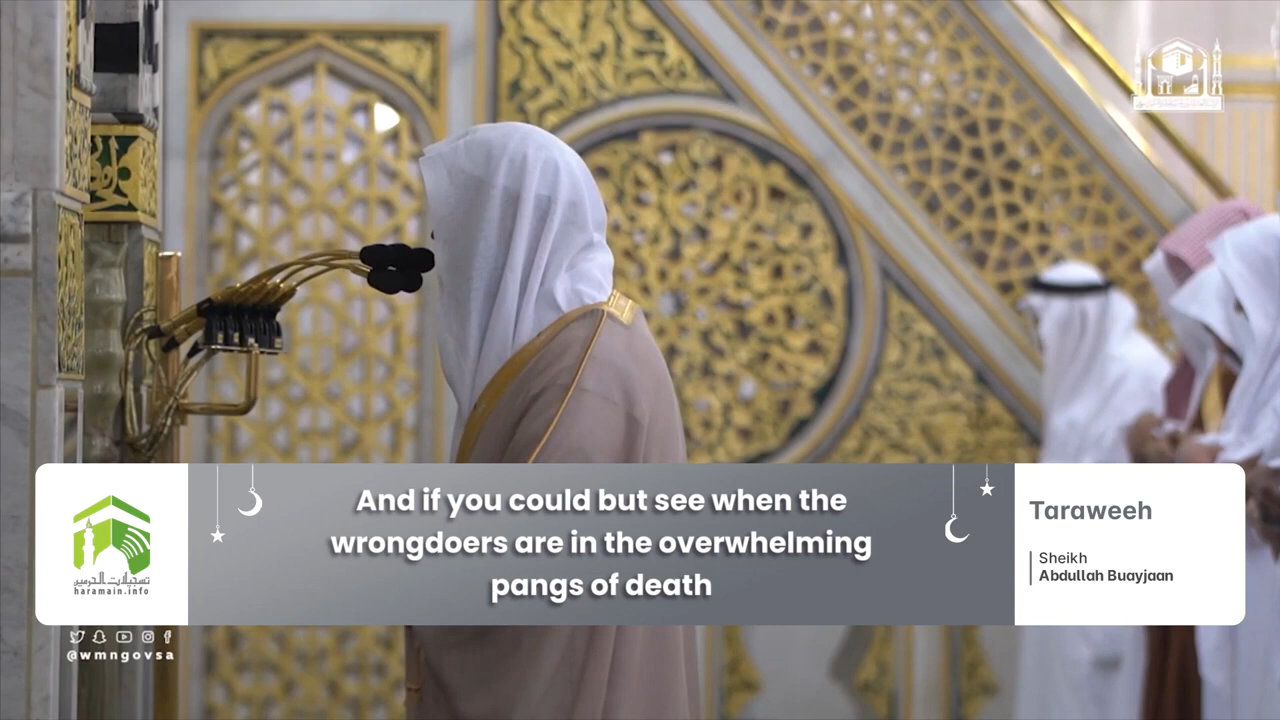 And if you could but see when the
wrongdoers are in the overwhelming
pangs of death
Taraweeh
Sheikh
Abdullah Buayjaan
تسجيلات الحرمين
haramain.info
@wmngovsa